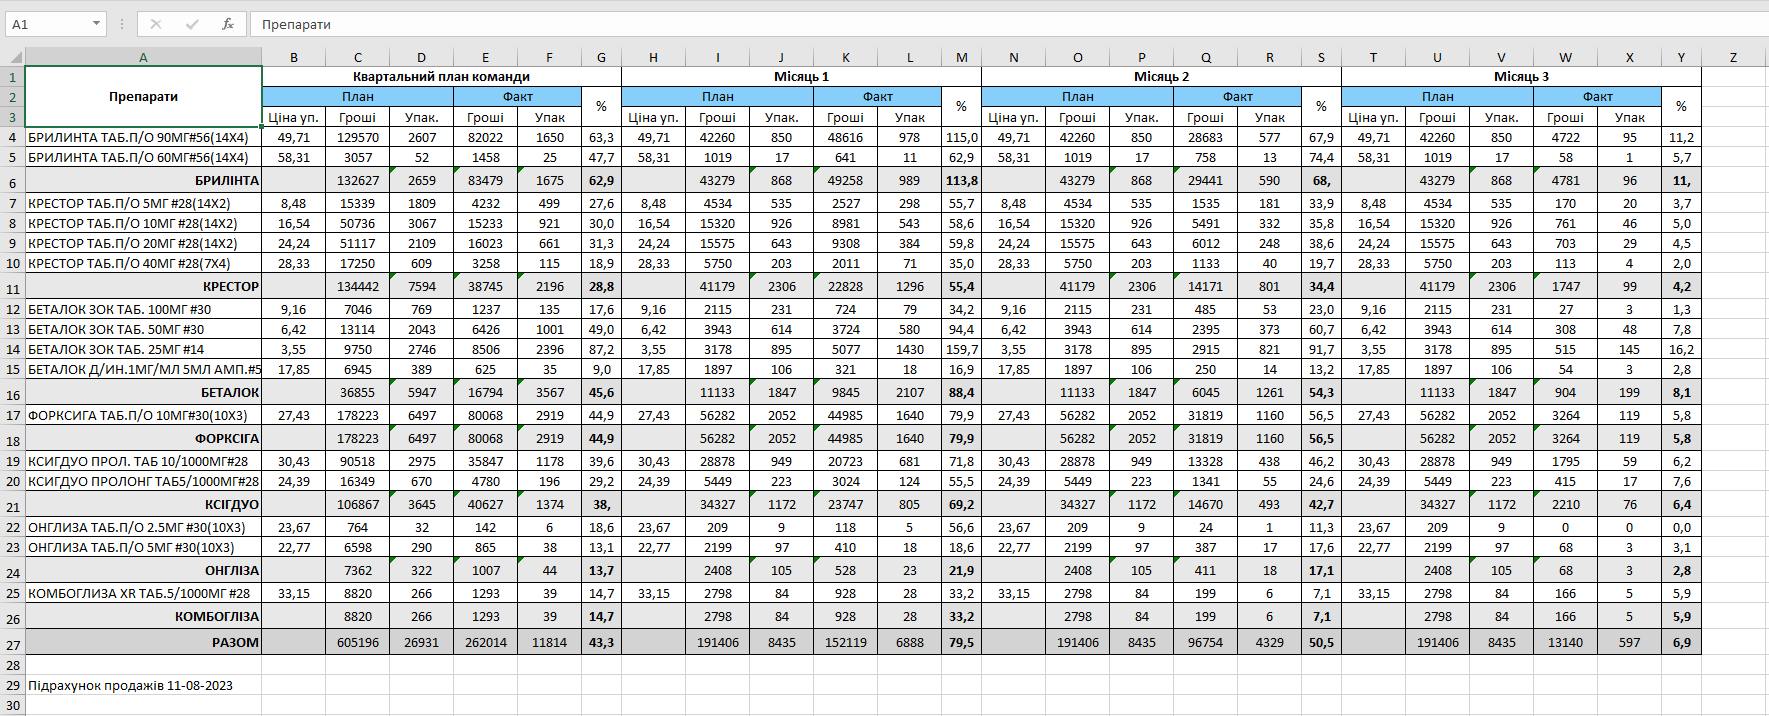 A1 fx Препарати
A B C D E F G H I J K L M N O P Q R S T U V W X Y Z
1 Препарати Квартальний план команди Місяць 1 Місяць 2 Місяць 3
2 План Факт % План Факт % План Факт % План Факт %
3 Ціна уп. Гроші Упак. Гроші Упак Ціна уп. Гроші Упак. Гроші Упак Ціна уп. Гроші Упак. Гроші Упак Ціна уп. Гроші Упак. Гроші Упак
4 БРИЛИНТА ТАБ.П/О 90МГ#56(14Х4) 49,71 129570 2607 82022 1650 63,3 49,71 42260 850 48616 978 115,0 49,71 42260 850 28683 577 67,9 49,71 42260 850 4722 95 11,2
5 БРИЛИНТА ТАБ.П/О 60МГ#56(14Х4) 58,31 3057 52 1458 25 47,7 58,31 1019 17 641 11 62,9 58,31 1019 17 758 13 74,4 58,31 1019 17 58 1 5,7
6 БРИЛІНТА 132627 2659 83479 1675 62,9 43279 868 49258 989 113,8 43279 868 29441 590 68, 43279 868 4781 96 11,
7 КРЕСТОР ТАБ.П/О 5МГ #28(14Х2) 8,48 15339 1809 4232 499 27,6 8,48 4534 535 2527 298 55,7 8,48 4534 535 1535 181 33,9 8,48 4534 535 170 20 3,7
8 КРЕСТОР ТАБ.П/О 10МГ #28(14Х2) 16,54 50736 3067 15233 921 30,0 16,54 15320 926 8981 543 58,6 16,54 15320 926 5491 332 35,8 16,54 15320 926 761 46 5,0
9 КРЕСТОР ТАБ.П/О 20МГ #28(14Х2) 24,24 51117 2109 16023 661 31,3 24,24 15575 643 9308 384 59,8 24,24 15575 643 6012 248 38,6 24,24 15575 643 703 29 4,5
10 КРЕСТОР ТАБ.П/О 40МГ #28(7Х4) 28,33 17250 609 3258 115 18,9 28,33 5750 203 2011 71 35,0 28,33 5750 203 1133 40 19,7 28,33 5750 203 113 4 2,0
11 КРЕСТОР 134442 7594 38745 2196 28,8 41179 2306 22828 1296 55,4 41179 2306 14171 801 34,4 41179 2306 1747 99 4,2
12 БЕТАЛОК ЗОК ТАБ. 100МГ #30 9,16 7046 769 1237 135 17,6 9,16 2115 231 724 79 34,2 9,16 2115 231 485 53 23,0 9,16 2115 231 27 3 1,3
13 БЕТАЛОК ЗОК ТАБ. 50МГ #30 6,42 13114 2043 6426 1001 49,0 6,42 3943 614 3724 580 94,4 6,42 3943 614 2395 373 60,7 6,42 3943 614 308 48 7,8
14 БЕТАЛОК ЗОК ТАБ. 25МГ #14 3,55 9750 2746 8506 2396 87,2 3,55 3178 895 5077 1430 159,7 3,55 3178 895 2915 821 91,7 3,55 3178 895 515 145 16,2
15 БЕТАЛОК Д/ИН.1МГ/МЛ 5МЛ АМП.#5 17,85 6945 389 625 35 9,0 17,85 1897 106 321 18 16,9 17,85 1897 106 250 14 13,2 17,85 1897 106 54 3 2,8
16 БЕТАЛОК 36855 5947 16794 3567 45,6 11133 1847 9845 2107 88,4 11133 1847 6045 1261 54,3 11133 1847 904 199 8,1
17 ФОРКСИГА ТАБ.П/О 10МГ#30(10Х3) 27,43 178223 6497 80068 2919 44,9 27,43 56282 2052 44985 1640 79,9 27,43 56282 2052 31819 1160 56,5 27,43 56282 2052 3264 119 5,8
18 ФОРКСІГА 178223 6497 80068 2919 44,9 56282 2052 44985 1640 79,9 56282 2052 31819 1160 56,5 56282 2052 3264 119 5,8
19 КСИГДУО ПРОЛ. ТАБ 10/1000МГ#28 30,43 90518 2975 35847 1178 39,6 30,43 28878 949 20723 681 71,8 30,43 28878 949 13328 438 46,2 30,43 28878 949 1795 59 6,2
20 КСИГДУО ПРОЛОНГ ТАБ5/1000МГ#28 24,39 16349 670 4780 196 29,2 24,39 5449 223 3024 124 55,5 24,39 5449 223 1341 55 24,6 24,39 5449 223 415 17 7,6
21 КСІГДУО 106867 3645 40627 1374 38, 34327 1172 23747 805 69,2 34327 1172 14670 493 42,7 34327 1172 2210 76 6,4
22 ОНГЛИЗА ТАБ.П/О 2.5МГ #30(10Х3) 23,67 764 32 142 6 18,6 23,67 209 9 118 5 56,6 23,67 209 9 24 1 11,3 23,67 209 9 0 0 0,0
23 ОНГЛИЗА ТАБ.П/О 5МГ #30(10Х3) 22,77 6598 290 865 38 13,1 22,77 2199 97 410 18 18,6 22,77 2199 97 387 17 17,6 22,77 2199 97 68 3 3,1
24 ОНГЛІЗА 7362 322 1007 44 13,7 2408 105 528 23 21,9 2408 105 411 18 17,1 2408 105 68 3 2,8
25 КОМБОГЛИЗА XR ТАБ.5/1000МГ #28 33,15 8820 266 1293 39 14,7 33,15 2798 84 928 28 33,2 33,15 2798 84 199 6 7,1 33,15 2798 84 166 5 5,9
26 КОМБОГЛІЗА 8820 266 1293 39 14,7 2798 84 928 28 33,2 2798 84 199 6 7,1 2798 84 166 5 5,9
27 РАЗОМ 605196 26931 262014 11814 43,3 191406 8435 152119 6888 79,5 191406 8435 96754 4329 50,5 191406 8435 13140 597 6,9
28
29 Підрахунок продажів 11-08-2023
30